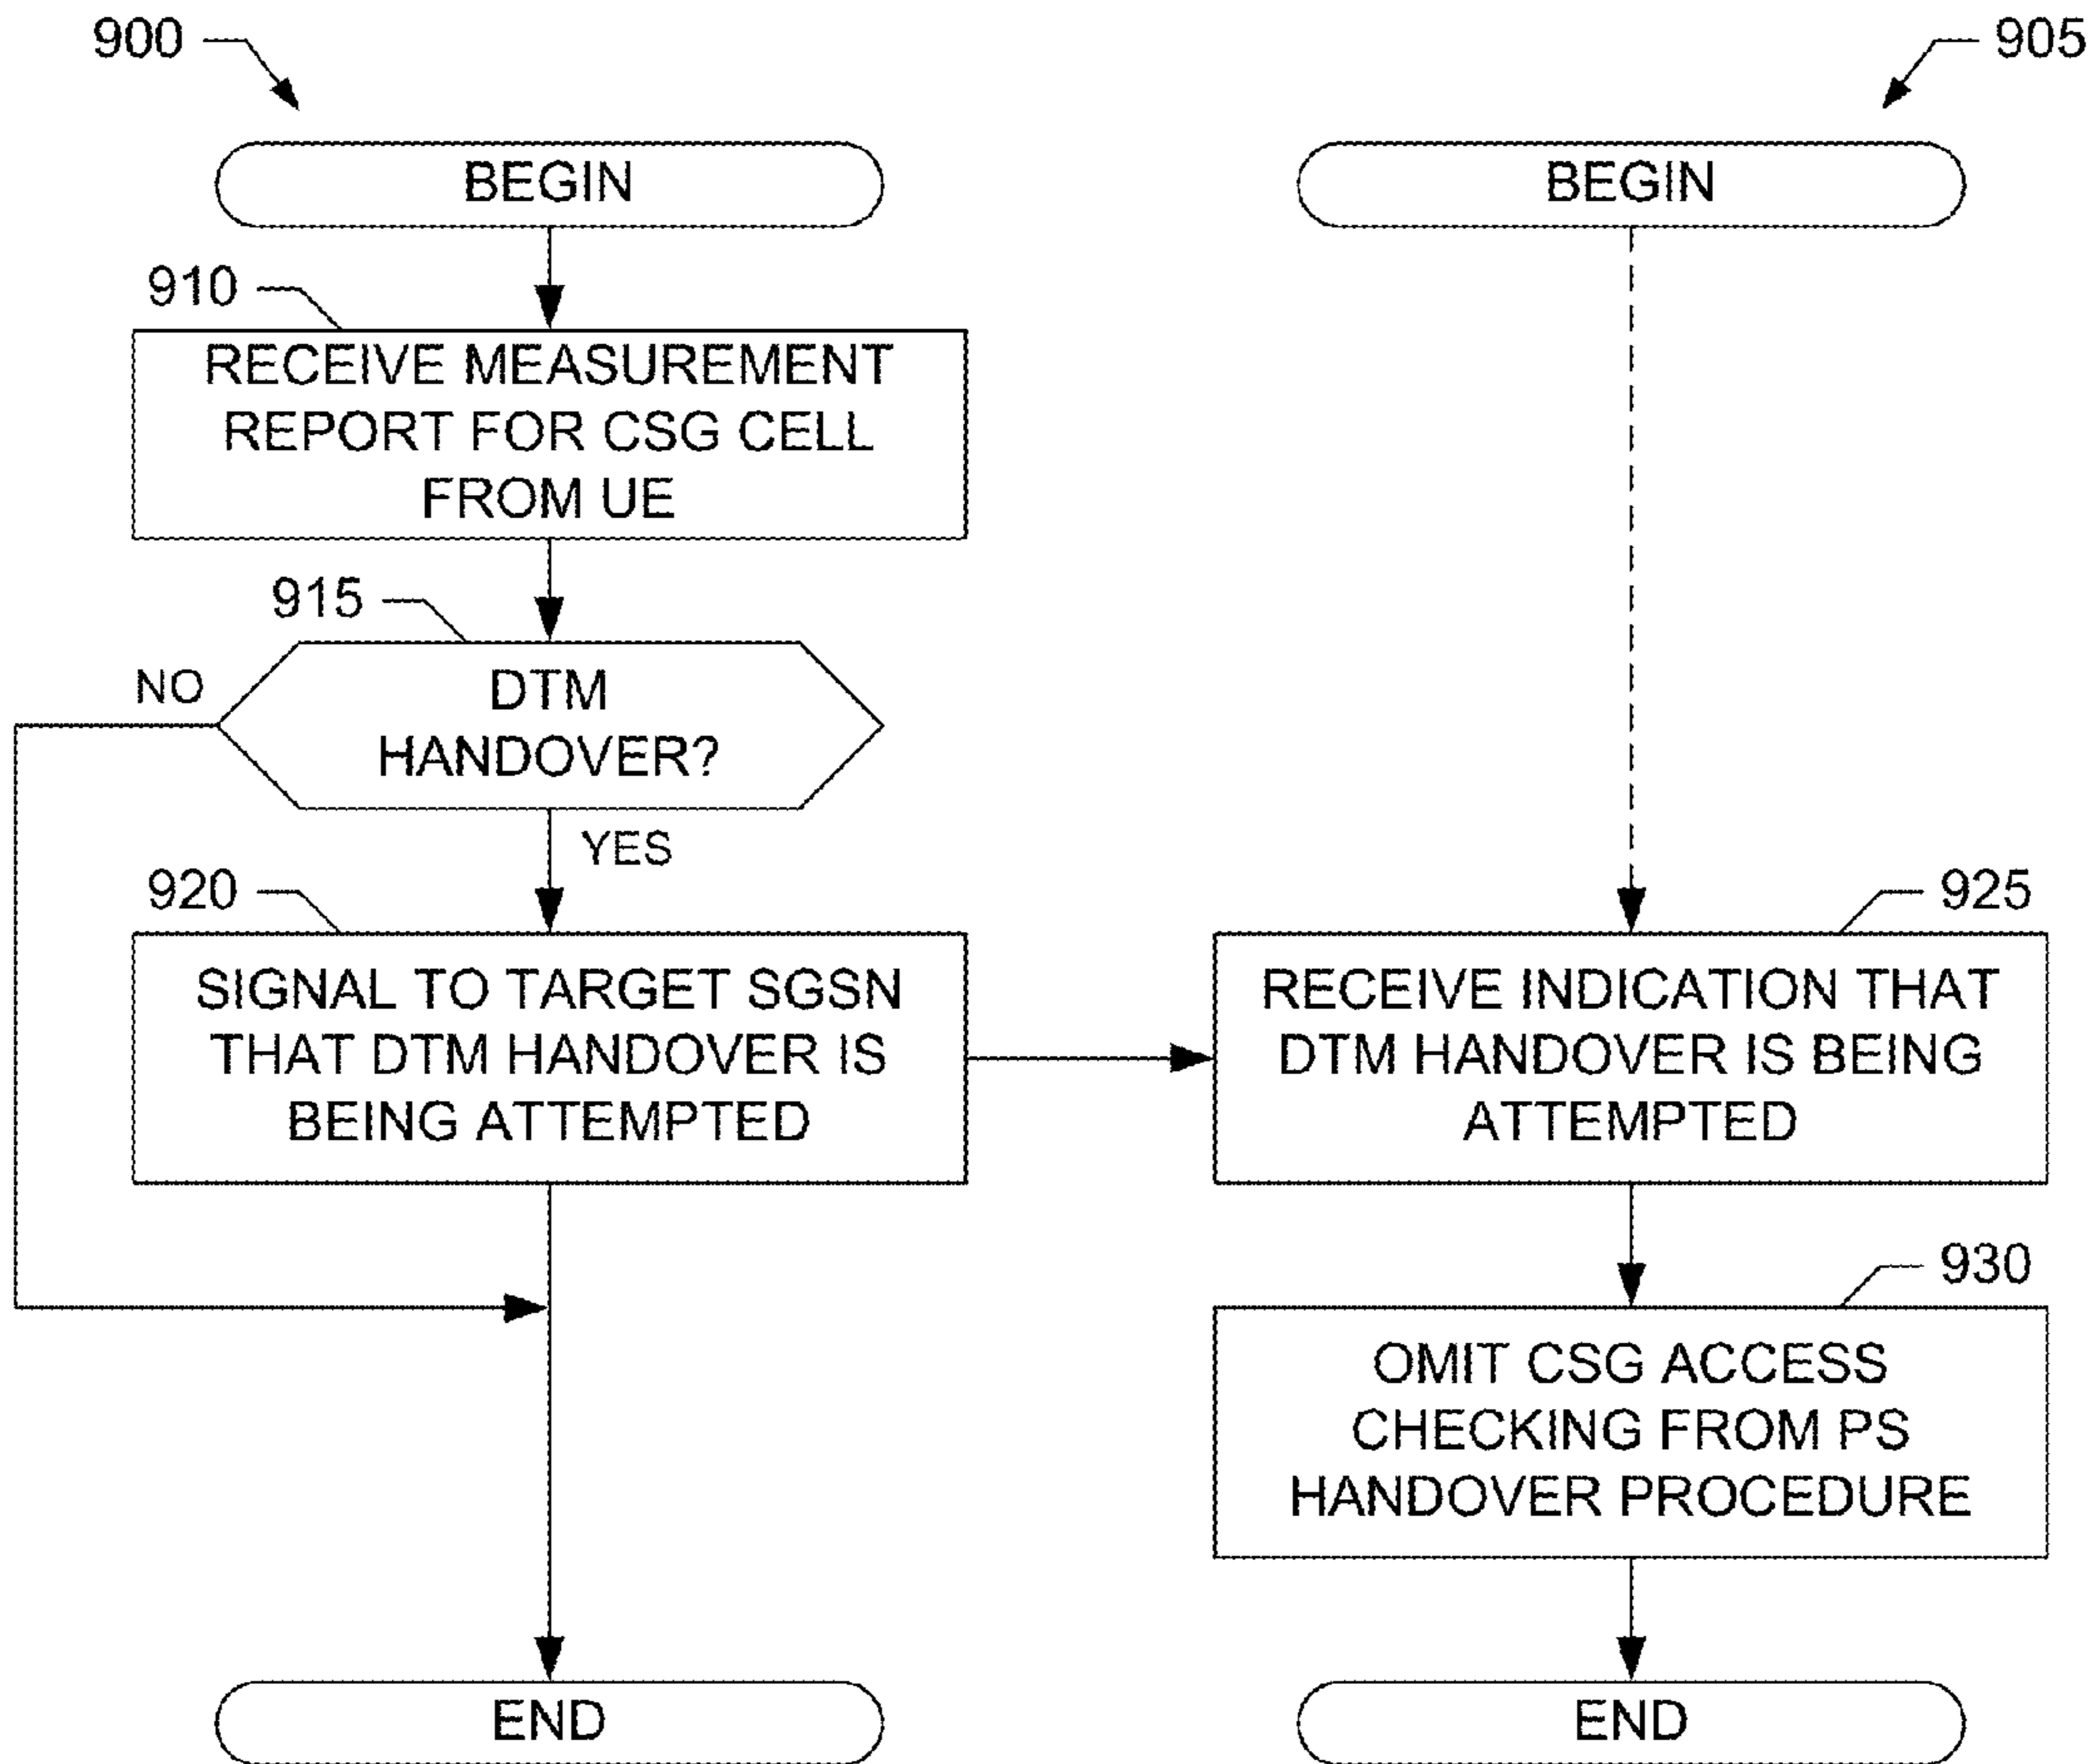 900
905
BEGIN
BEGIN
910
RECEIVE MEASUREMENT
REPORT FOR CSG CELL
FROM UE
915
NO
DTM
HANDOVER?
YES
920
SIGNAL TO TARGET SGSN
THAT DTM HANDOVER IS
BEING ATTEMPTED
925
RECEIVE INDICATION THAT
DTM HANDOVER IS BEING
ATTEMPTED
930
OMIT CSG ACCESS
CHECKING FROM PS
HANDOVER PROCEDURE
END
END